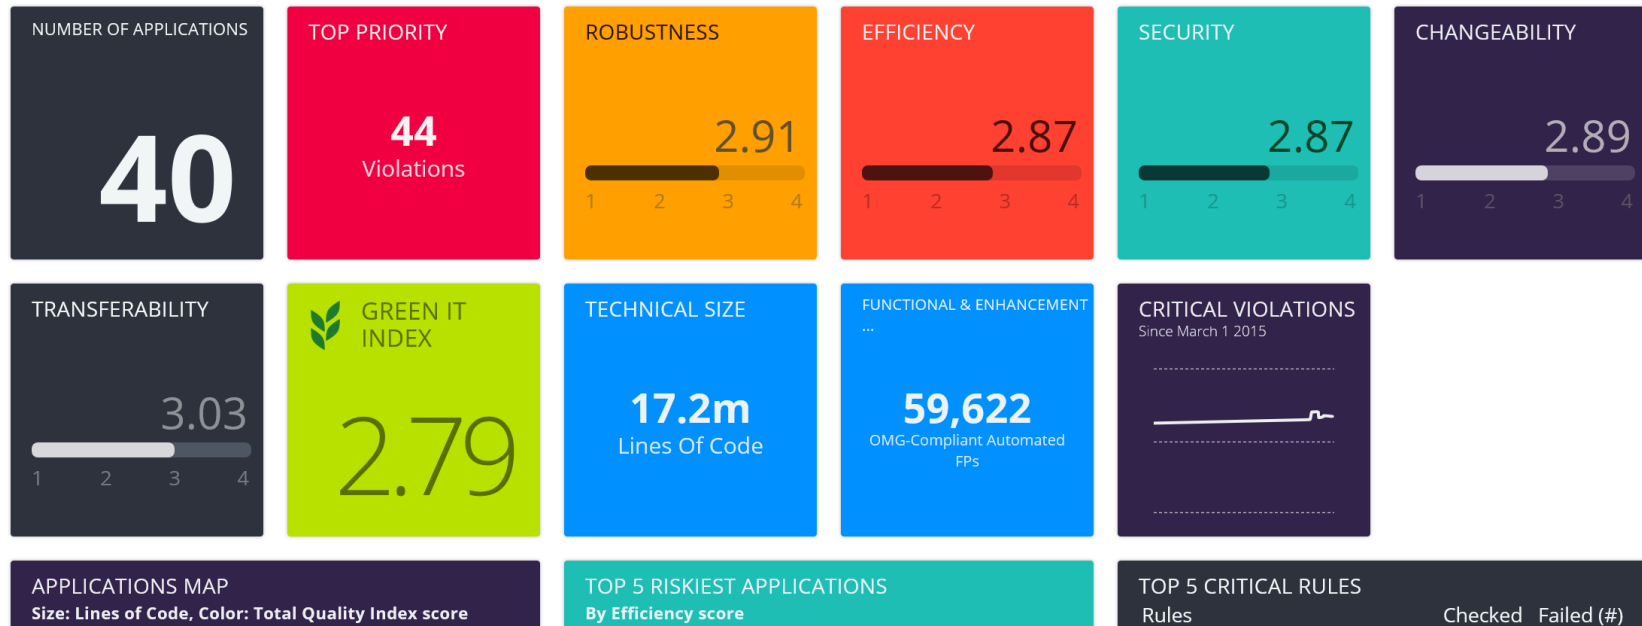 NUMBER OF APPLICATIONS
40
TOP PRIORITY
44
Violations
ROBUSTNESS
2.91
1 2 3 4
EFFICIENCY
2.87
1 2 3 4
SECURITY
2.87
1 2 3 4
CHANGEABILITY
2.89
1 2 3 4
TRANSFERABILITY
3.03
1 2 3 4
GREEN IT
INDEX
2.79
TECHNICAL SIZE
17.2m
Lines Of Code
FUNCTIONAL & ENHANCEMENT
...
59,622
OMG-Compliant Automated
FPs
CRITICAL VIOLATIONS
Since March 1 2015
APPLICATIONS MAP
Size: Lines of Code, Color: Total Quality Index score
TOP 5 RISKIEST APPLICATIONS
By Efficiency score
TOP 5 CRITICAL RULES
Rules Checked Failed (#)